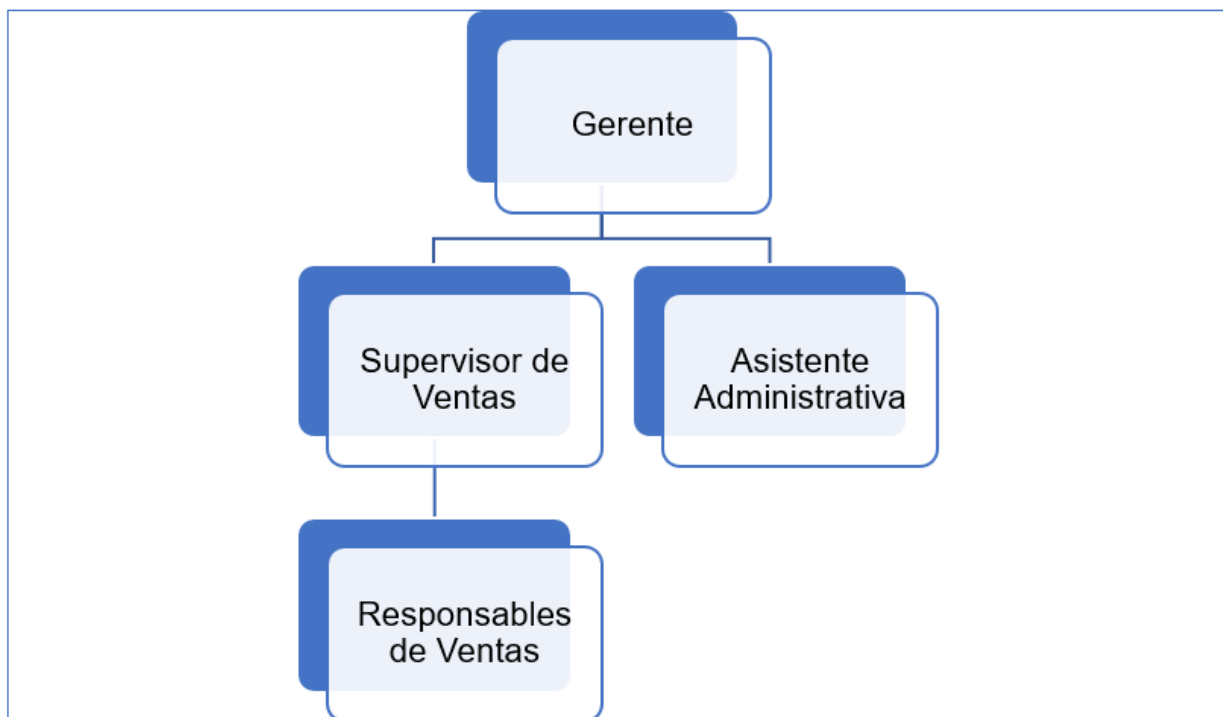 Gerente
Supervisor de
Ventas
Asistente
Administrativa
Responsables
de Ventas